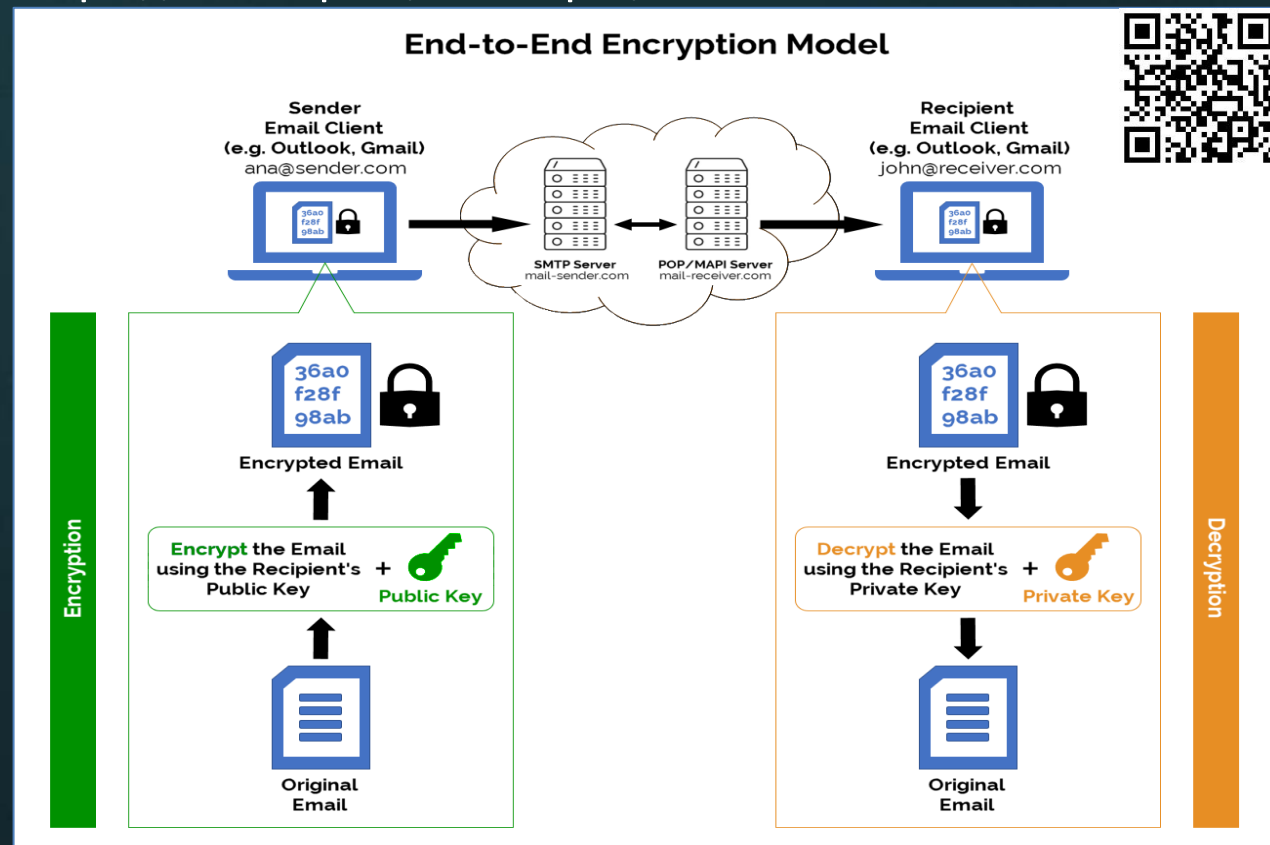 End-to-End Encryption Model
Sender
Email Client
(e.g. Outlook, Gmail)
ana@sender.com
Recipient
Email Client
(e.g. Outlook, Gmail)
john@receiver.com
36a0
f28f
98ab
36a0
f28f
98ab
SMTP Server
mail-sender.com
POP/MAPI Server
mail-receiver.com
Encryption
36a0
f28f
98ab
Encrypted Email
Encrypt the Email
using the Recipient's
Public Key
+
Public Key
Original
Email
36a0
f28f
98ab
Encrypted Email
Decrypt the Email
using the Recipient's
Private Key
+
Private Key
Original
Email
Decryption